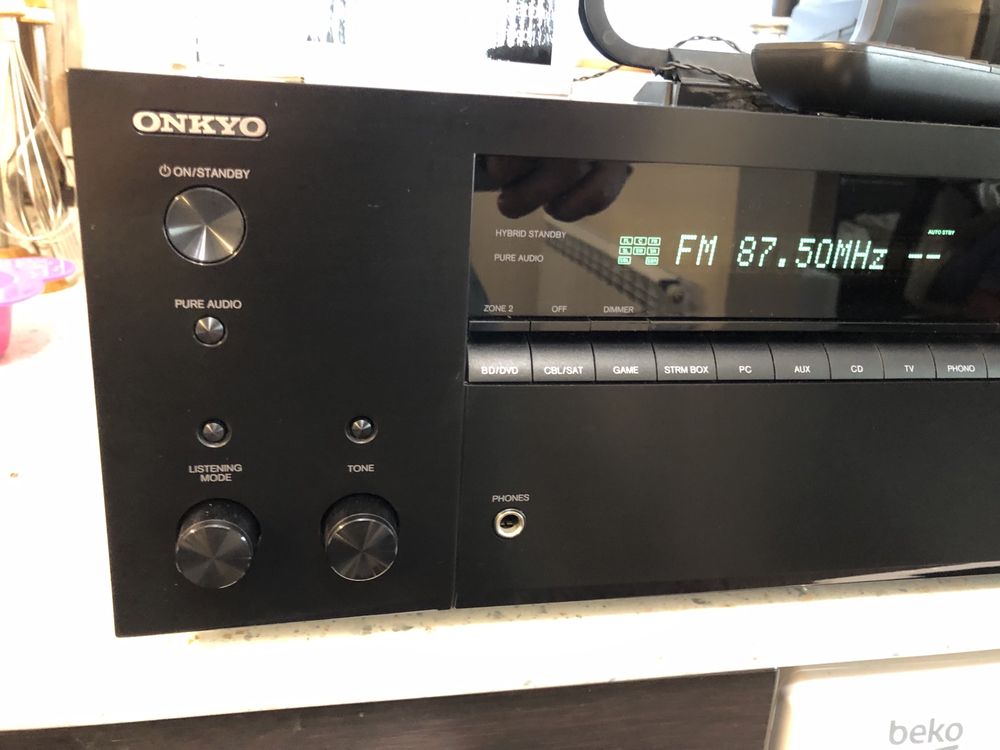 ONKYO
ON/STANDBY
PURE AUDIO
LISTENING
MODE
TONE
HYBRID STANDBY
PURE AUDIO
FM 87.50MHz --
AUTO STBY
ZONE 2 OFF DIMMER
BD/DVD CBL/SAT GAME STRM BOX PC AUX CD TV PHONO
PHONES
beko